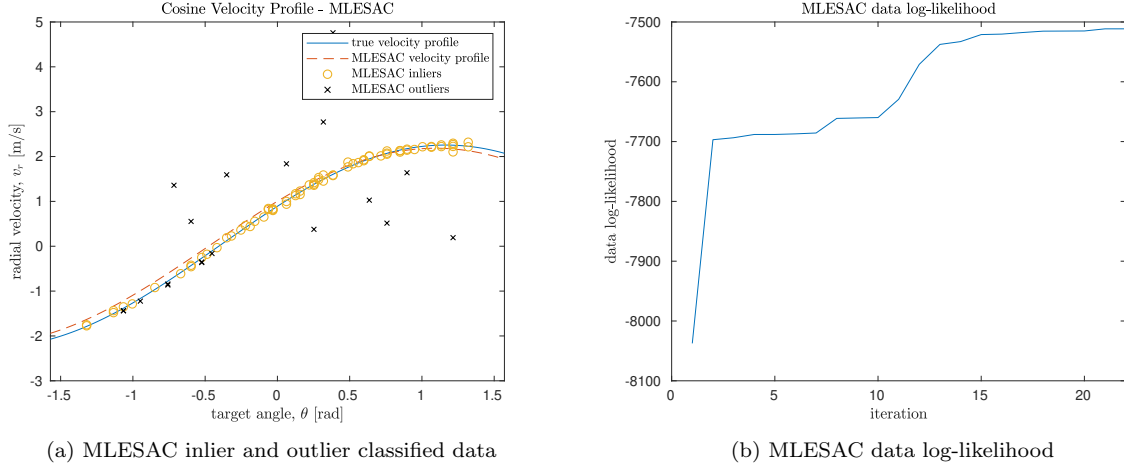 Cosine Velocity Profile - MLESAC
true velocity profile
MLESAC velocity profile
MLESAC inliers
MLESAC outliers
5
4
3
2
1
0
-1
-2
-3
radial velocity, v_r [m/s]
-1.5
-1
-0.5
0
0.5
1
1.5
target angle, θ [rad]
(a) MLESAC inlier and outlier classified data
MLESAC data log-likelihood
-7500
-7600
-7700
-7800
-7900
-8000
-8100
data log-likelihood
0
5
10
15
20
iteration
(b) MLESAC data log-likelihood